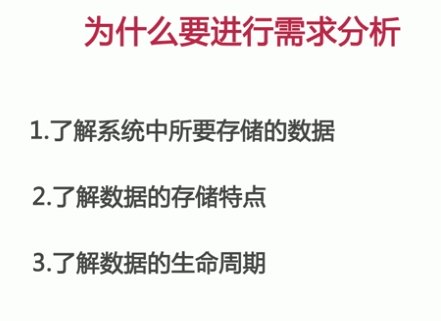 为什么要进行需求分析
1.了解系统中所要存储的数据
2.了解数据的存储特点
3.了解数据的生命周期